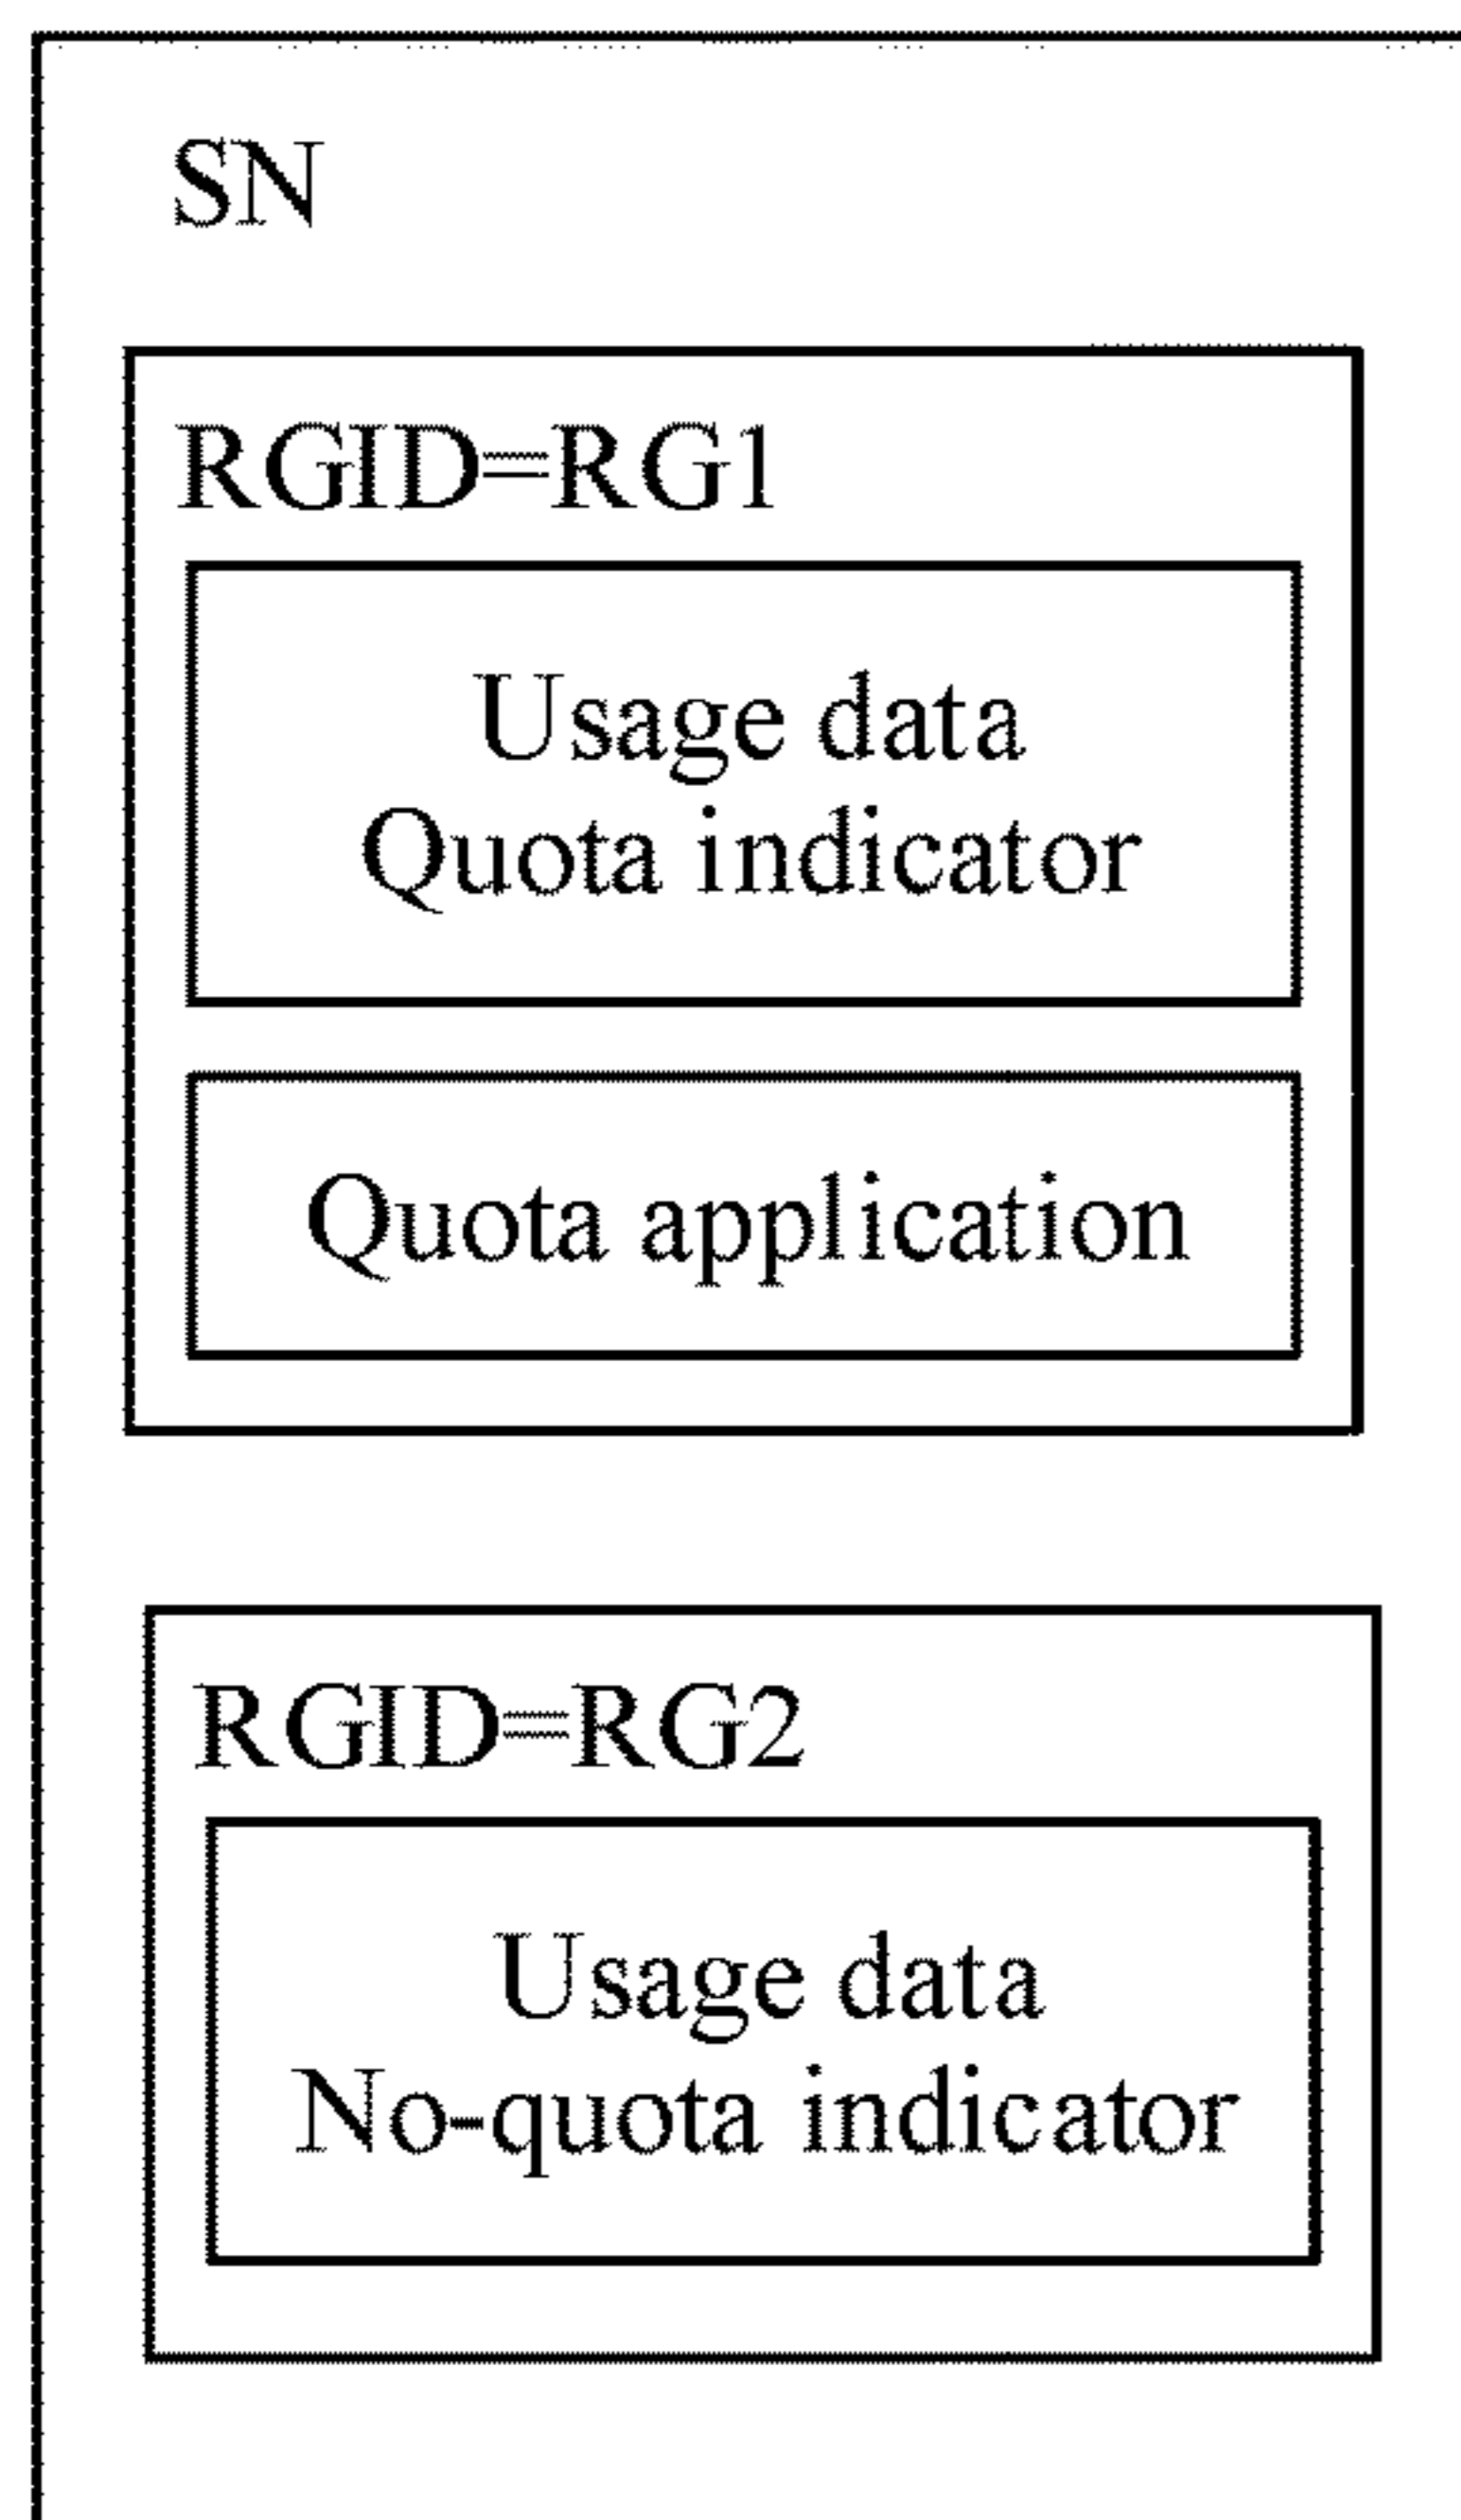 SN
RGID=RG1
Usage data
Quota indicator
Quota application
RGID=RG2
Usage data
No-quota indicator